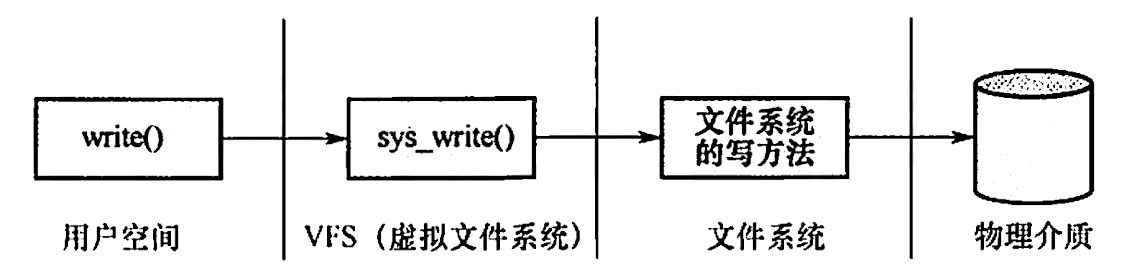 write()
sys_write()
文件系统
的写方法
用户空间
VFS（虚拟文件系统）
文件系统
物理介质